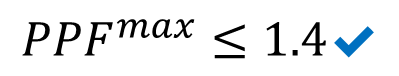 PPF^max ≤ 1.4 ✔